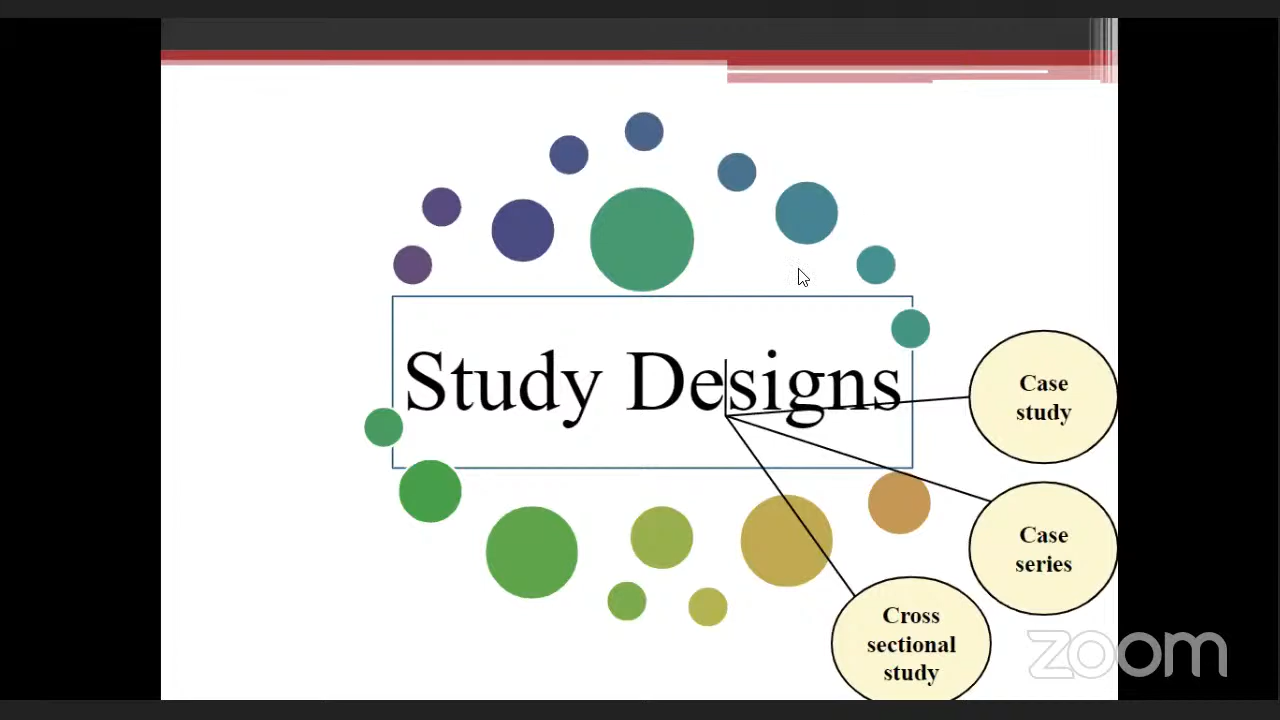 Study Designs
Case
study
Case
series
Cross
sectional
study
zoom